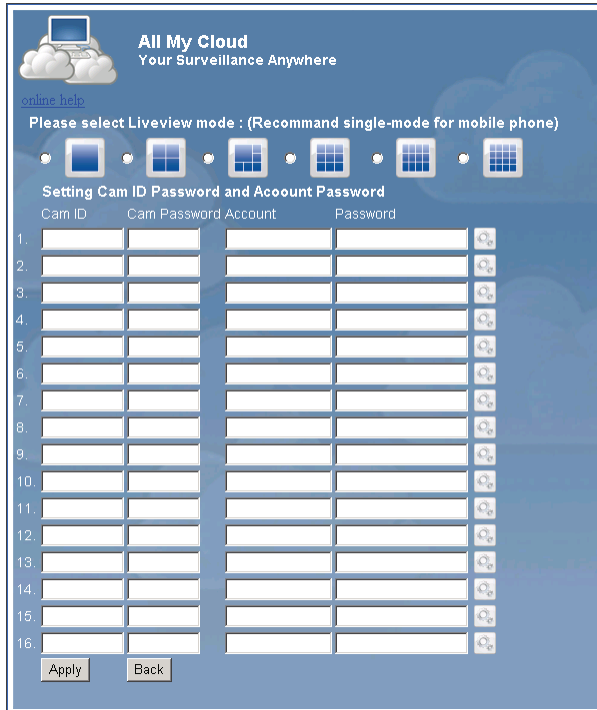 All My Cloud
Your Surveillance Anywhere
online help
Please select Liveview mode : (Recommand single-mode for mobile phone)
Setting Cam ID Password and Acoount Password
Cam ID Cam Password Account Password
1.
2.
3.
4.
5.
6.
7.
8.
9.
10.
11.
12.
13.
14.
15.
16.
Apply Back